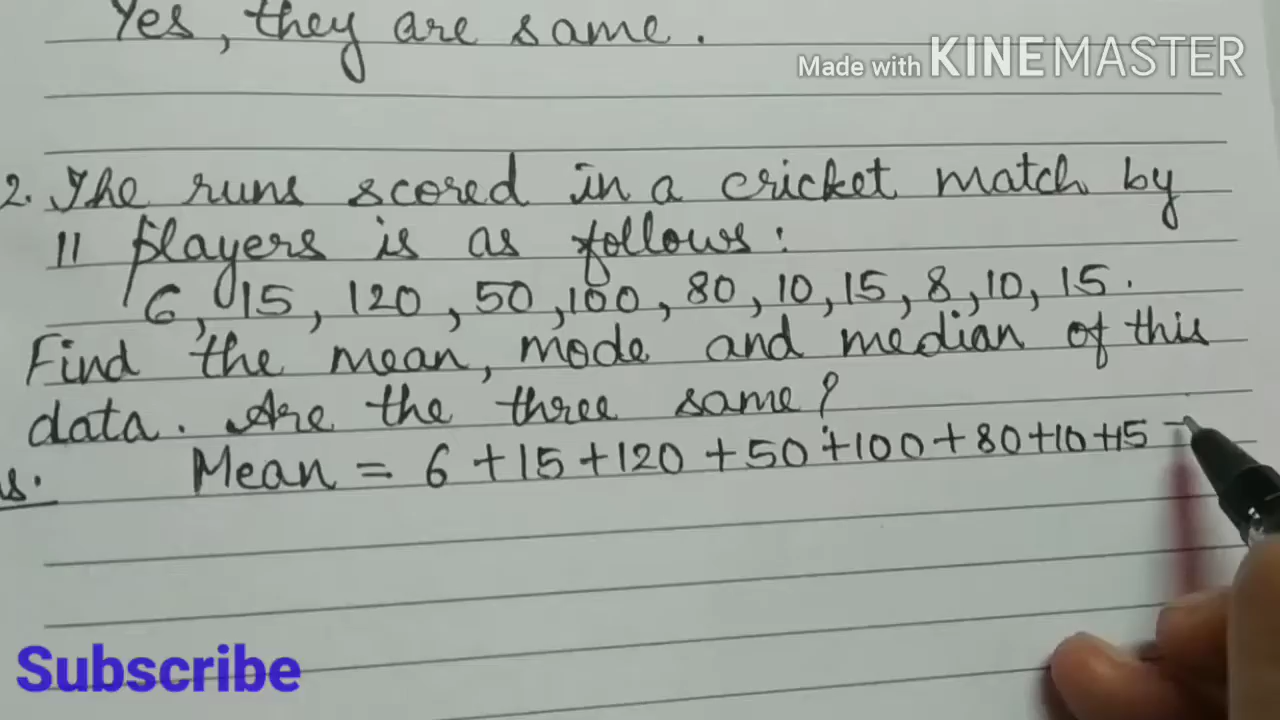 Yes, they are same.
Made with KINEMASTER
2. The runs scored in a cricket match by
11 players is as follows:
6, 15, 120, 50, 100, 80, 10, 15, 8, 10, 15.
Find the mean, mode and median of this
data. Are the three same?
Mean = 6 + 15 + 120 + 50 + 100 + 80 + 10 + 15
Subscribe